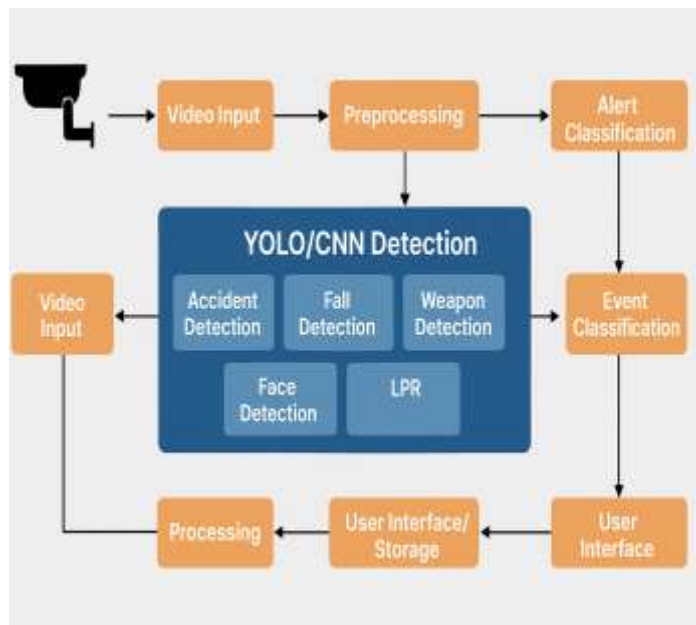 Video Input
Preprocessing
Alert
Classification
YOLO/CNN Detection
Accident
Detection
Fall
Detection
Weapon
Detection
Face
Detection
LPR
Video
Input
Event
Classification
Processing
User Interface/
Storage
User
Interface